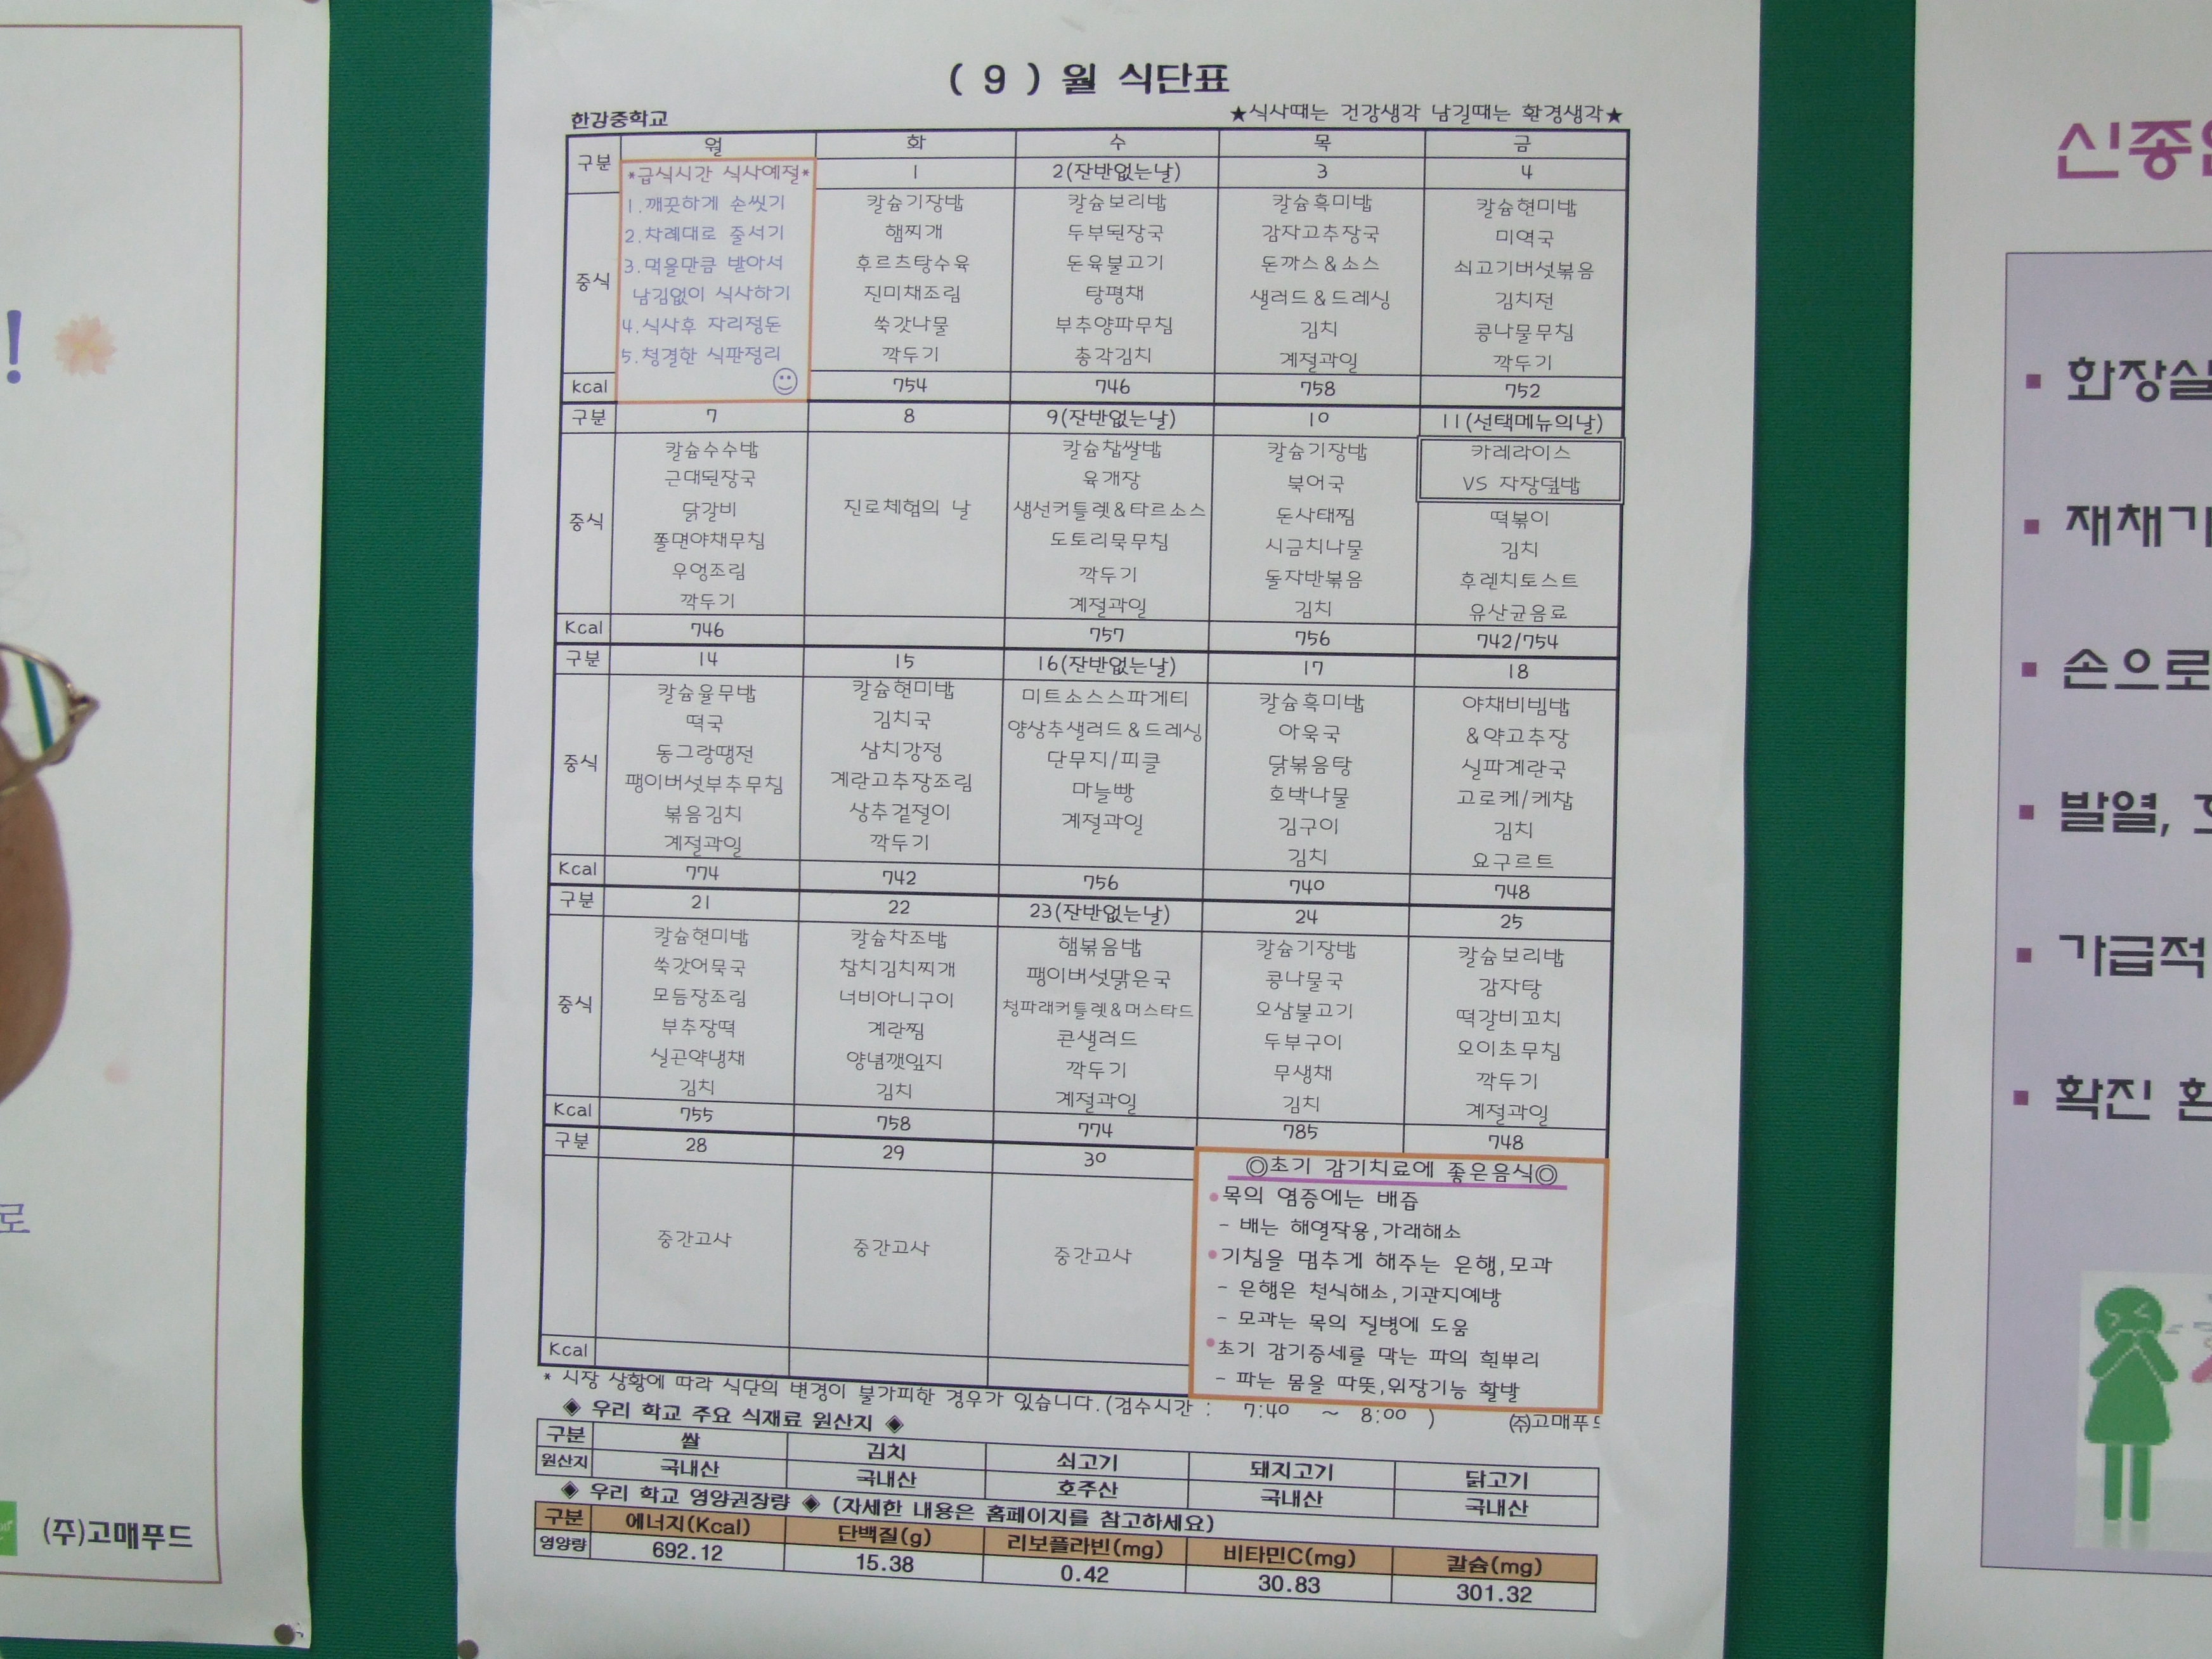 ( 9 ) 월 식단표
한강중학교
★식사때는 건강생각 남길때는 환경생각★
구분 월 화 수 목 금
1 2(잔반없는날) 3 4
*급식시간 식사예절*
1.깨끗하게 손씻기
2.차례대로 줄서기
3.먹을만큼 받아서
남김없이 식사하기
4.식사후 자리정돈
5.청결한 식판정리
중식
칼슘기장밥 칼슘보리밥 칼슘흑미밥 칼슘현미밥
햄찌개 두부된장국 감자고추장국 미역국
후르츠탕수육 돈육불고기 돈까스&소스 쇠고기버섯볶음
진미채조림 탕평채 샐러드&드레싱 김치전
쑥갓나물 부추양파무침 김치 콩나물무침
깍두기 총각김치 계절과일 깍두기
kcal 754 746 758 752
구분 7 8 9(잔반없는날) 10 11(선택메뉴의날)
중식
칼슘수수밥 칼슘찹쌀밥 칼슘기장밥 카레라이스
근대된장국 육개장 북어국 VS 자장덮밥
닭갈비 진로체험의 날 생선커틀렛&타르소스 돈사태찜 떡볶이
쫄면야채무침 도토리묵무침 시금치나물 김치
우엉조림 깍두기 돌자반볶음 후렌치토스트
깍두기 계절과일 김치 유산균음료
Kcal 746 757 756 742/754
구분 14 15 16(잔반없는날) 17 18
중식
칼슘율무밥 칼슘현미밥 미트소스스파게티 칼슘흑미밥 야채비빔밥
떡국 김치국 양상추샐러드&드레싱 아욱국 &약고추장
동그랑땡전 삼치강정 단무지/피클 닭볶음탕 실파계란국
팽이버섯부추무침 계란고추장조림 마늘빵 호박나물 고로케/케찹
볶음김치 상추겉절이 계절과일 김구이 김치
계절과일 깍두기 김치 요구르트
Kcal 774 742 756 740 748
구분 21 22 23(잔반없는날) 24 25
중식
칼슘현미밥 칼슘차조밥 햄볶음밥 칼슘기장밥 칼슘보리밥
쑥갓어묵국 참치김치찌개 팽이버섯맑은국 콩나물국 감자탕
모듬장조림 너비아니구이 청파래커틀렛&머스타드 오삼불고기 떡갈비꼬치
부추장떡 계란찜 콘샐러드 두부구이 오이초무침
실곤약냉채 양념깻잎지 깍두기 무생채 깍두기
김치 김치 계절과일 김치 계절과일
Kcal 755 758 774 785 748
구분 28 29 30
중간고사 중간고사 중간고사
Kcal
◎초기 감기치료에 좋은음식◎
•목의 염증에는 배즙
- 배는 해열작용,가래해소
•기침을 멈추게 해주는 은행,모과
- 은행은 천식해소,기관지예방
- 모과는 목의 질병에 도움
•초기 감기증세를 막는 파의 흰뿌리
- 파는 몸을 따뜻,위장기능 활발
* 시장 상황에 따라 식단의 변경이 불가피한 경우가 있습니다.(검수시간 : 7:40 ~ 8:00 ) ㈜고매푸드
◈ 우리 학교 주요 식재료 원산지 ◈
구분 쌀 김치 쇠고기 돼지고기 닭고기
원산지 국내산 국내산 호주산 국내산 국내산
◈ 우리 학교 영양권장량 ◈ (자세한 내용은 홈페이지를 참고하세요)
구분 에너지(Kcal) 단백질(g) 리보플라빈(mg) 비타민C(mg) 칼슘(mg)
영양량 692.12 15.38 0.42 30.83 301.32
!
로
(주)고매푸드
신종
▪ 화장실
▪ 재채기
▪ 손으로
▪ 발열,
▪ 가급적
▪ 확진